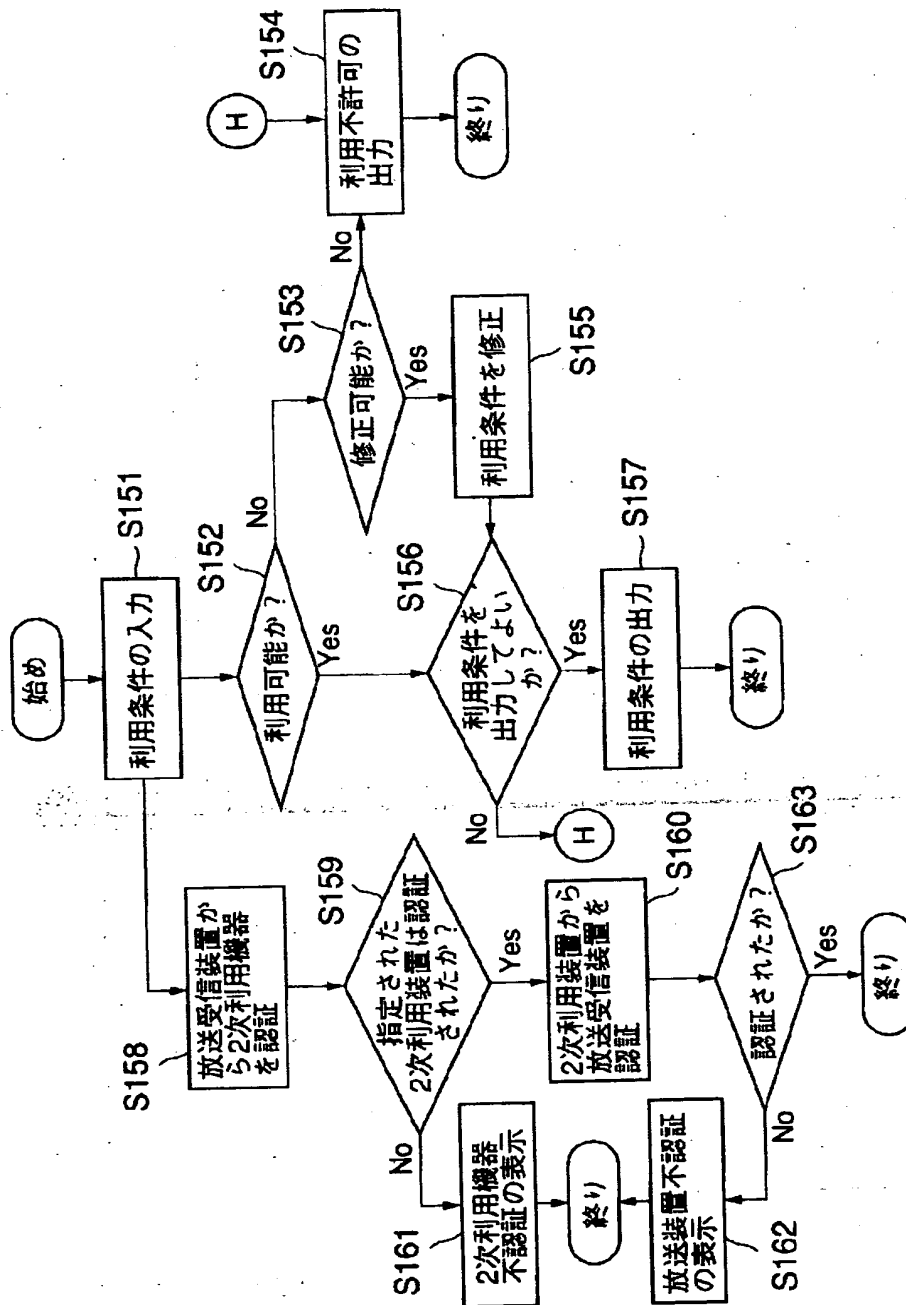 始め
S151
利用条件の入力
S152
利用可能か?
No
Yes
S153
修正可能か?
No
Yes
H
S154
利用不許可の
出力
終り
S155
利用条件を修正
S156
利用条件を
出力してよい
か?
No
Yes
H
S157
利用条件の出力
終り
S158
放送受信装置か
ら2次利用機器
を認証
S159
指定された
2次利用装置は認証
されたか?
No
Yes
S160
2次利用装置から
放送受信装置を
認証
S161
2次利用機器
不認証の表示
終り
S163
認証されたか?
No
Yes
S162
放送装置不認証
の表示
終り